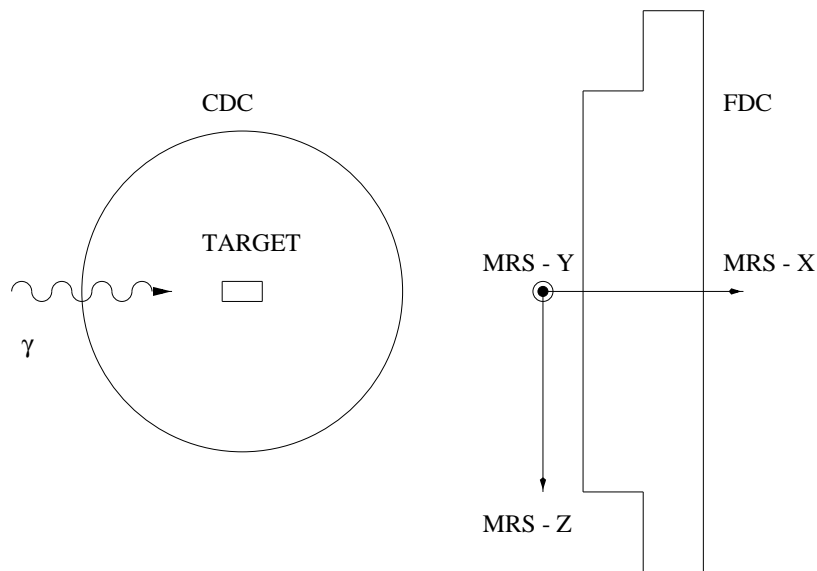 CDC
FDC
TARGET
MRS - Y
MRS - X
γ
MRS - Z